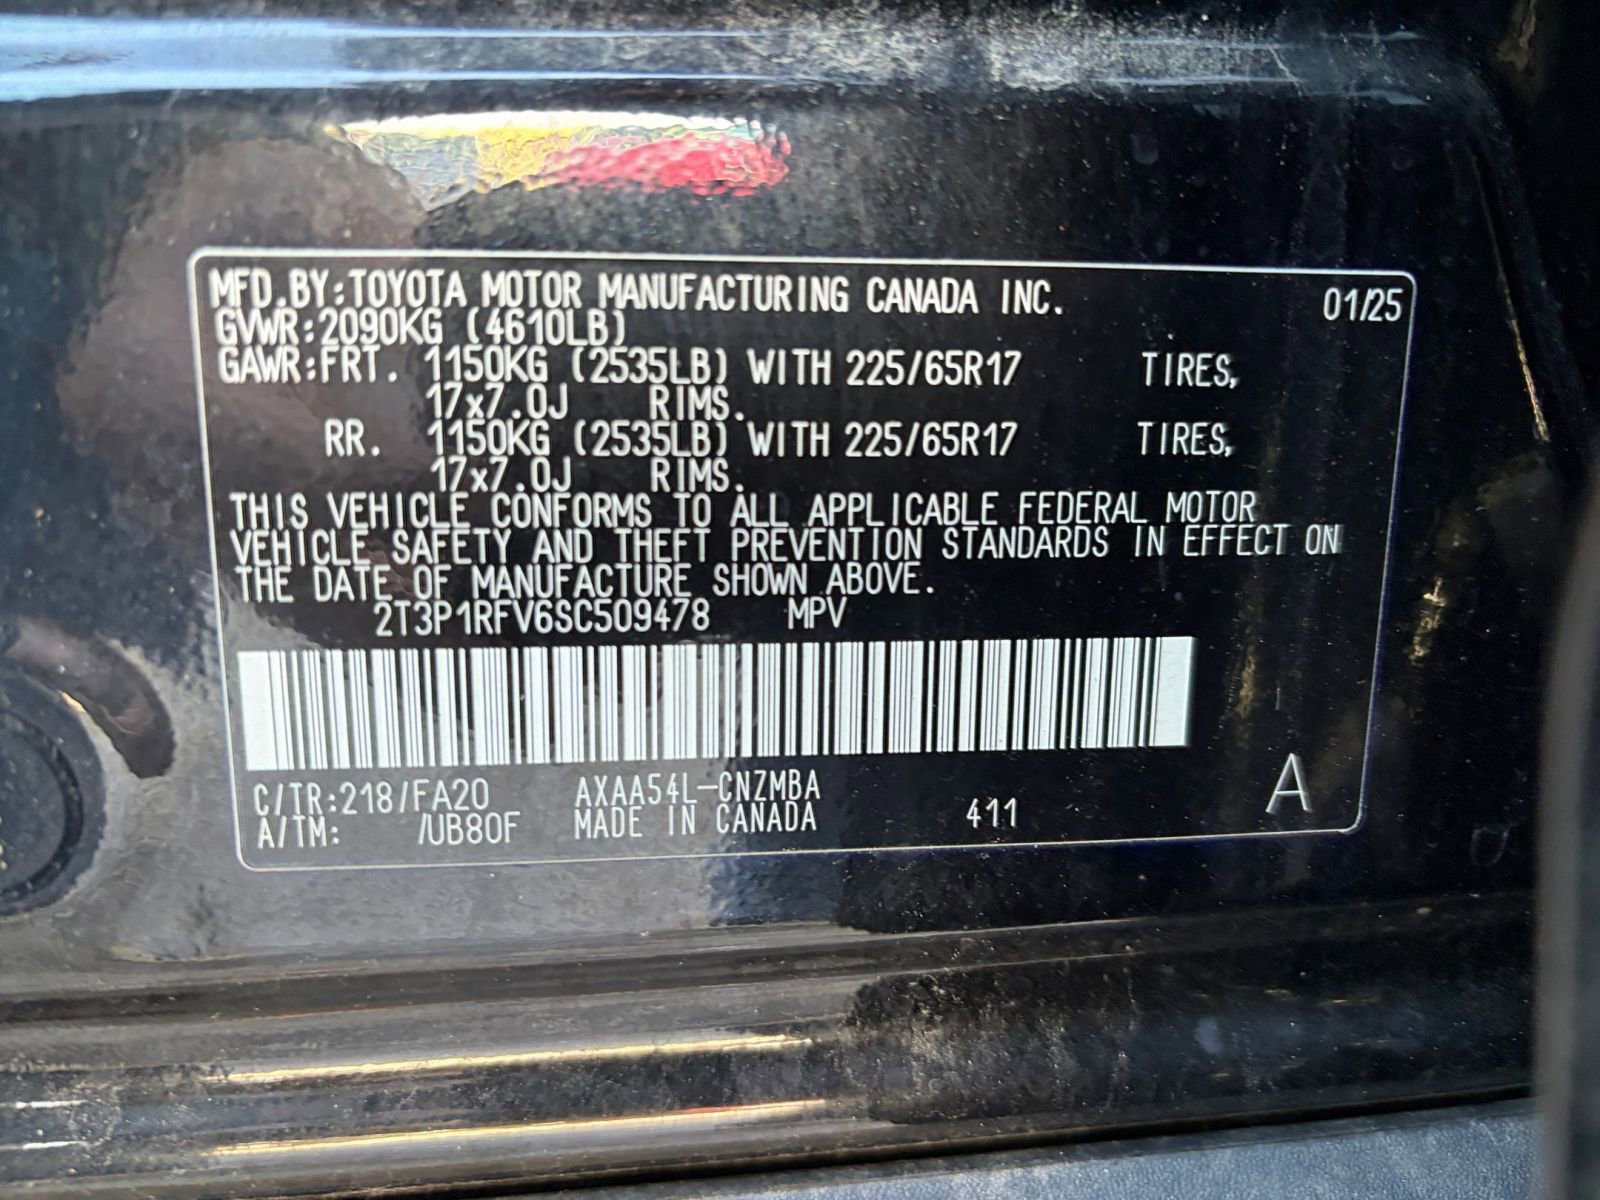 MFD.BY:TOYOTA MOTOR MANUFACTURING CANADA INC. 01/25
GVWR:2090KG (4610LB)
GAWR:FRT. 1150KG (2535LB) WITH 225/65R17 TIRES,
17x7.0J RIMS.
RR. 1150KG (2535LB) WITH 225/65R17 TIRES,
17x7.0J RIMS.
THIS VEHICLE CONFORMS TO ALL APPLICABLE FEDERAL MOTOR
VEHICLE SAFETY AND THEFT PREVENTION STANDARDS IN EFFECT ON
THE DATE OF MANUFACTURE SHOWN ABOVE.
2T3P1RFV6SC509478 MPV
C/TR:218/FA20 AXAA54L-CNZMBA
A/TM: /UB80F MADE IN CANADA 411 A